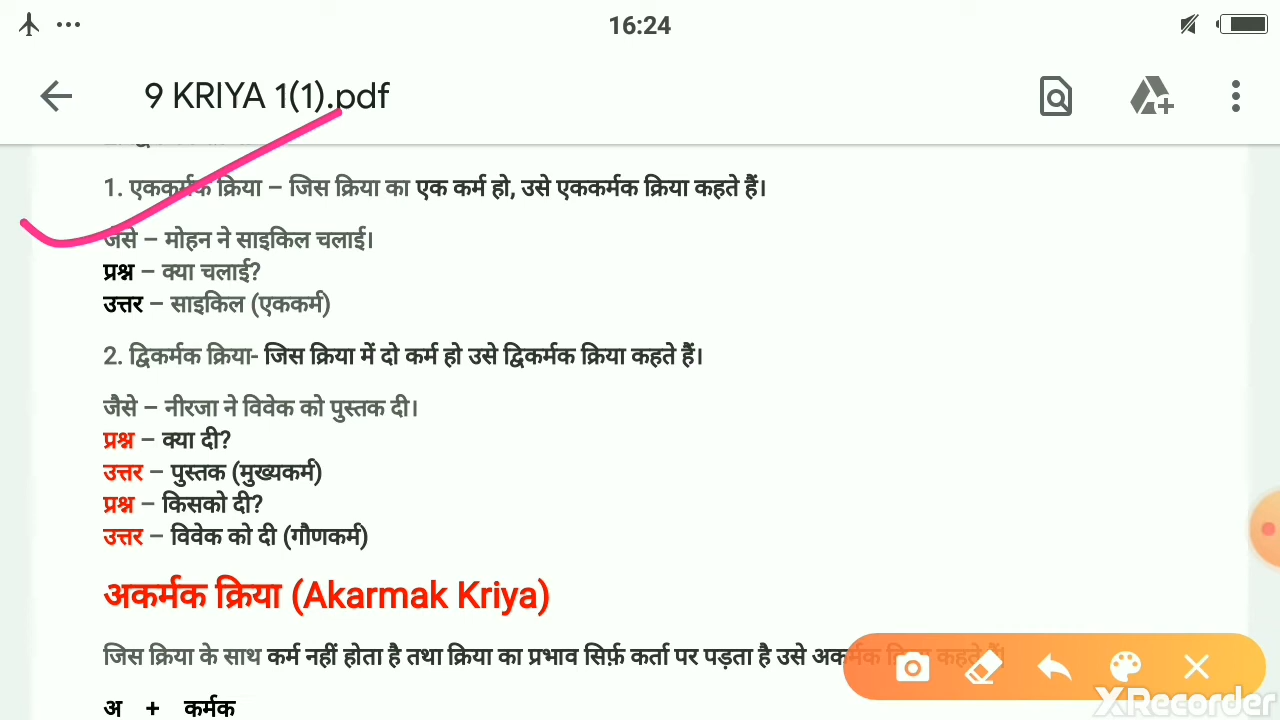 16:24
9 KRIYA 1(1).pdf
1. एककर्मक क्रिया – जिस क्रिया का एक कर्म हो, उसे एककर्मक क्रिया कहते हैं।
जैसे – मोहन ने साइकिल चलाई।
प्रश्न – क्या चलाई?
उत्तर – साइकिल (एककर्म)
2. द्विकर्मक क्रिया- जिस क्रिया में दो कर्म हो उसे द्विकर्मक क्रिया कहते हैं।
जैसे – नीरजा ने विवेक को पुस्तक दी।
प्रश्न – क्या दी?
उत्तर – पुस्तक (मुख्यकर्म)
प्रश्न – किसको दी?
उत्तर – विवेक को दी (गौणकर्म)
अकर्मक क्रिया (Akarmak Kriya)
जिस क्रिया के साथ कर्म नहीं होता है तथा क्रिया का प्रभाव सिर्फ़ कर्ता पर पड़ता है उसे अकर्मक क्रिया कहते हैं।
अ + कर्मक
XRecorder